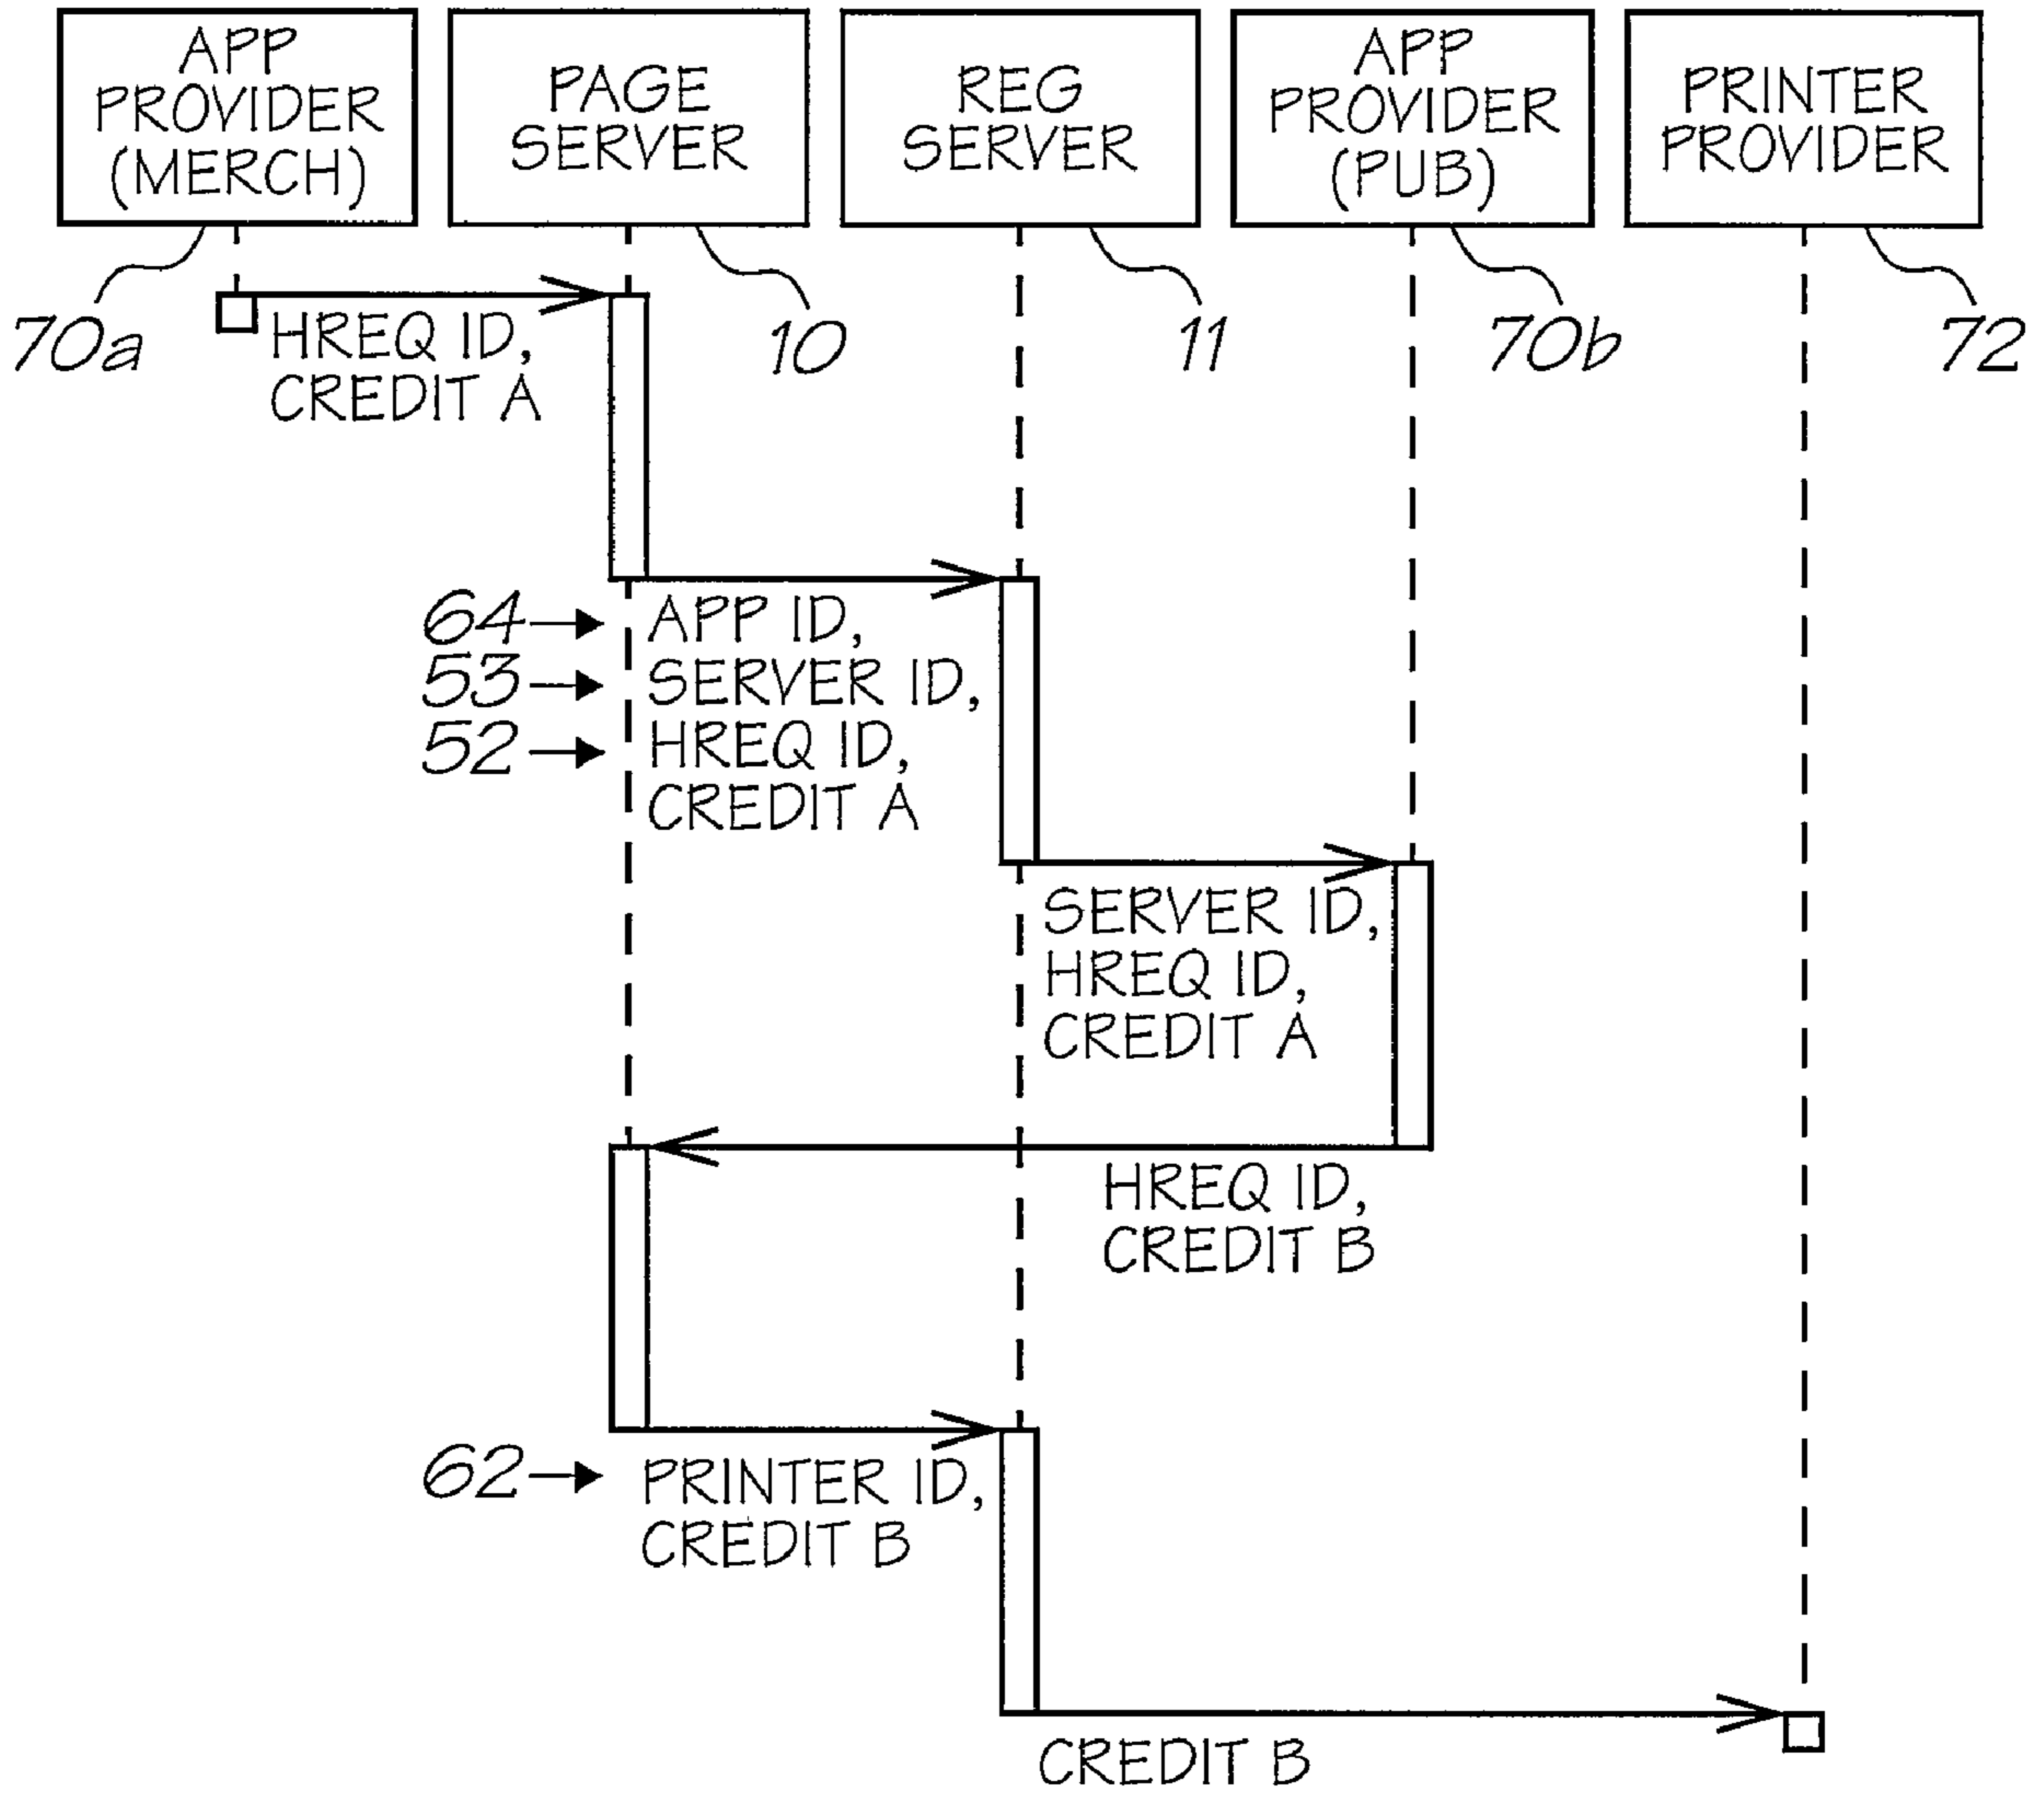 APP
PROVIDER
(MERCH)
PAGE
SERVER
REG
SERVER
APP
PROVIDER
(PUB)
PRINTER
PROVIDER
70a
10
11
70b
72
HREQ ID,
CREDIT A
64
APP ID,
53
SERVER ID,
52
HREQ ID,
CREDIT A
SERVER ID,
HREQ ID,
CREDIT A
HREQ ID,
CREDIT B
62
PRINTER ID,
CREDIT B
CREDIT B